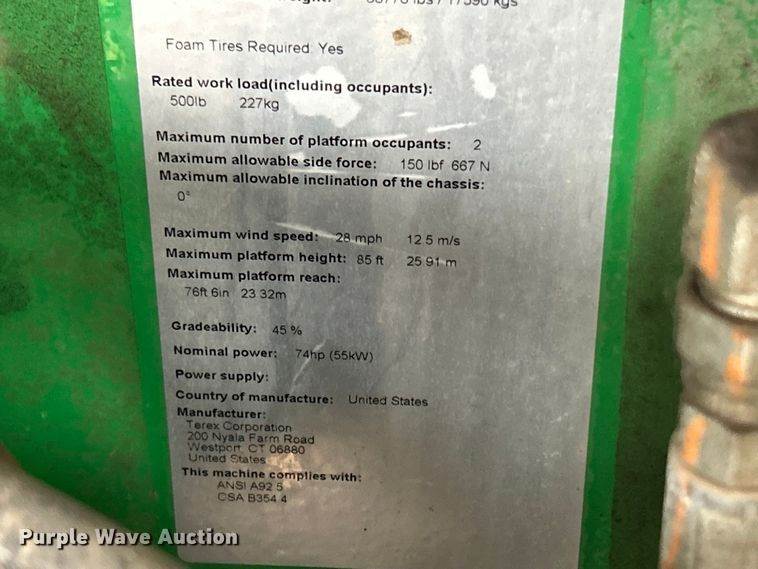 kgs
Foam Tires Required: Yes
Rated work load(including occupants):
500lb 227kg
Maximum number of platform occupants: 2
Maximum allowable side force: 150 lbf 667 N
Maximum allowable inclination of the chassis:
0°
Maximum wind speed: 28 mph 12.5 m/s
Maximum platform height: 85 ft 25.91 m
Maximum platform reach:
76ft 6in 23.32m
Gradeability: 45 %
Nominal power: 74hp (55kW)
Power supply:
Country of manufacture: United States
Manufacturer:
Terex Corporation
200 Nyala Farm Road
Westport, CT 06880
United States
This machine complies with:
ANSI A92.5
CSA B354.4
Purple Wave Auction